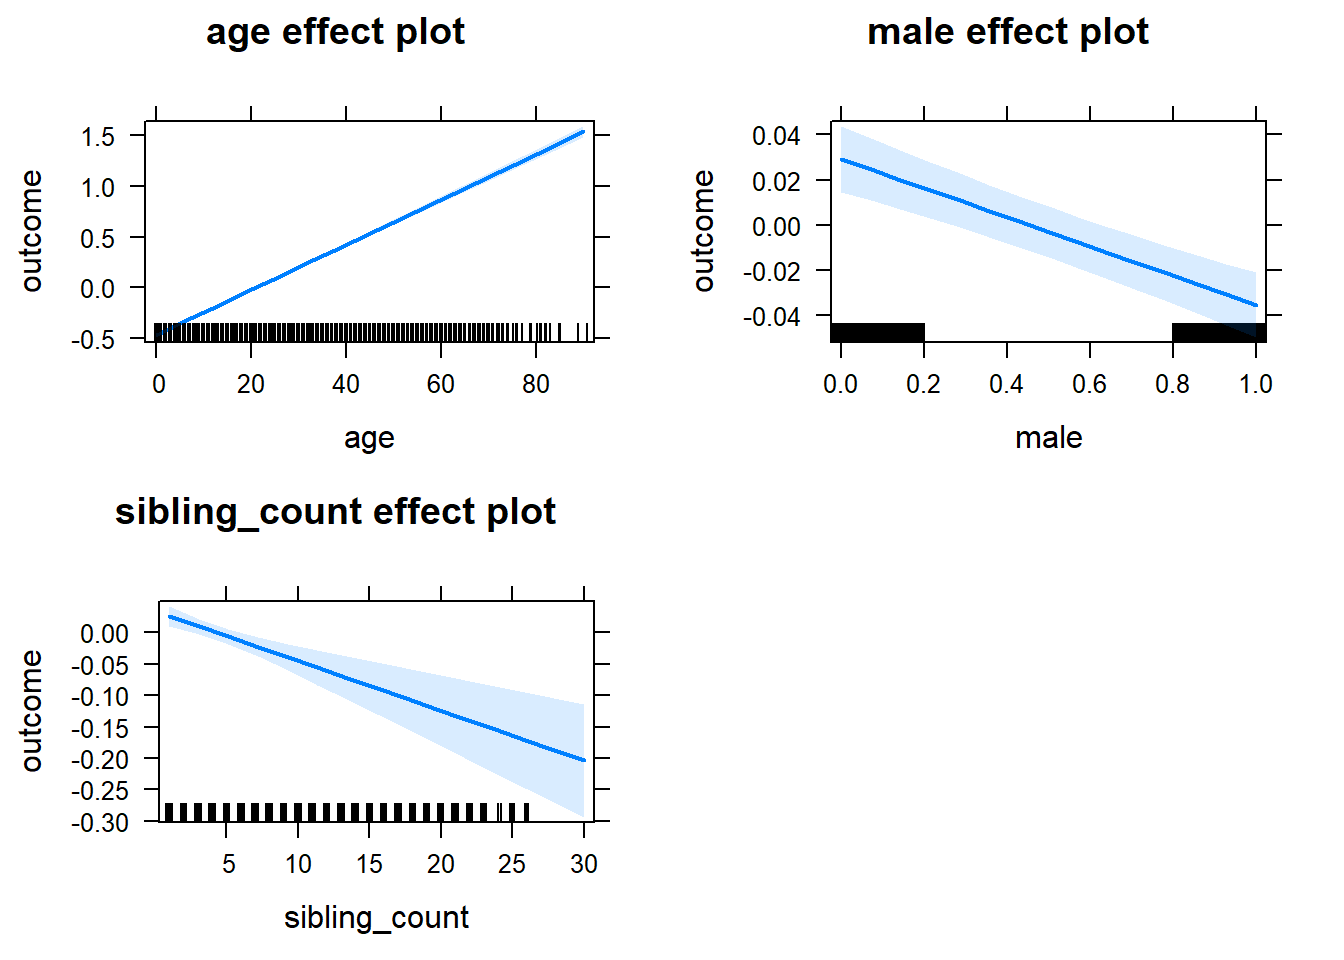 age effect plot
outcome
1.5
1.0
0.5
0.0
-0.5
0 20 40 60 80
age
male effect plot
outcome
0.04
0.02
0.00
-0.02
-0.04
0.0 0.2 0.4 0.6 0.8 1.0
male
sibling_count effect plot
outcome
0.00
-0.05
-0.10
-0.15
-0.20
-0.25
-0.30
5 10 15 20 25 30
sibling_count